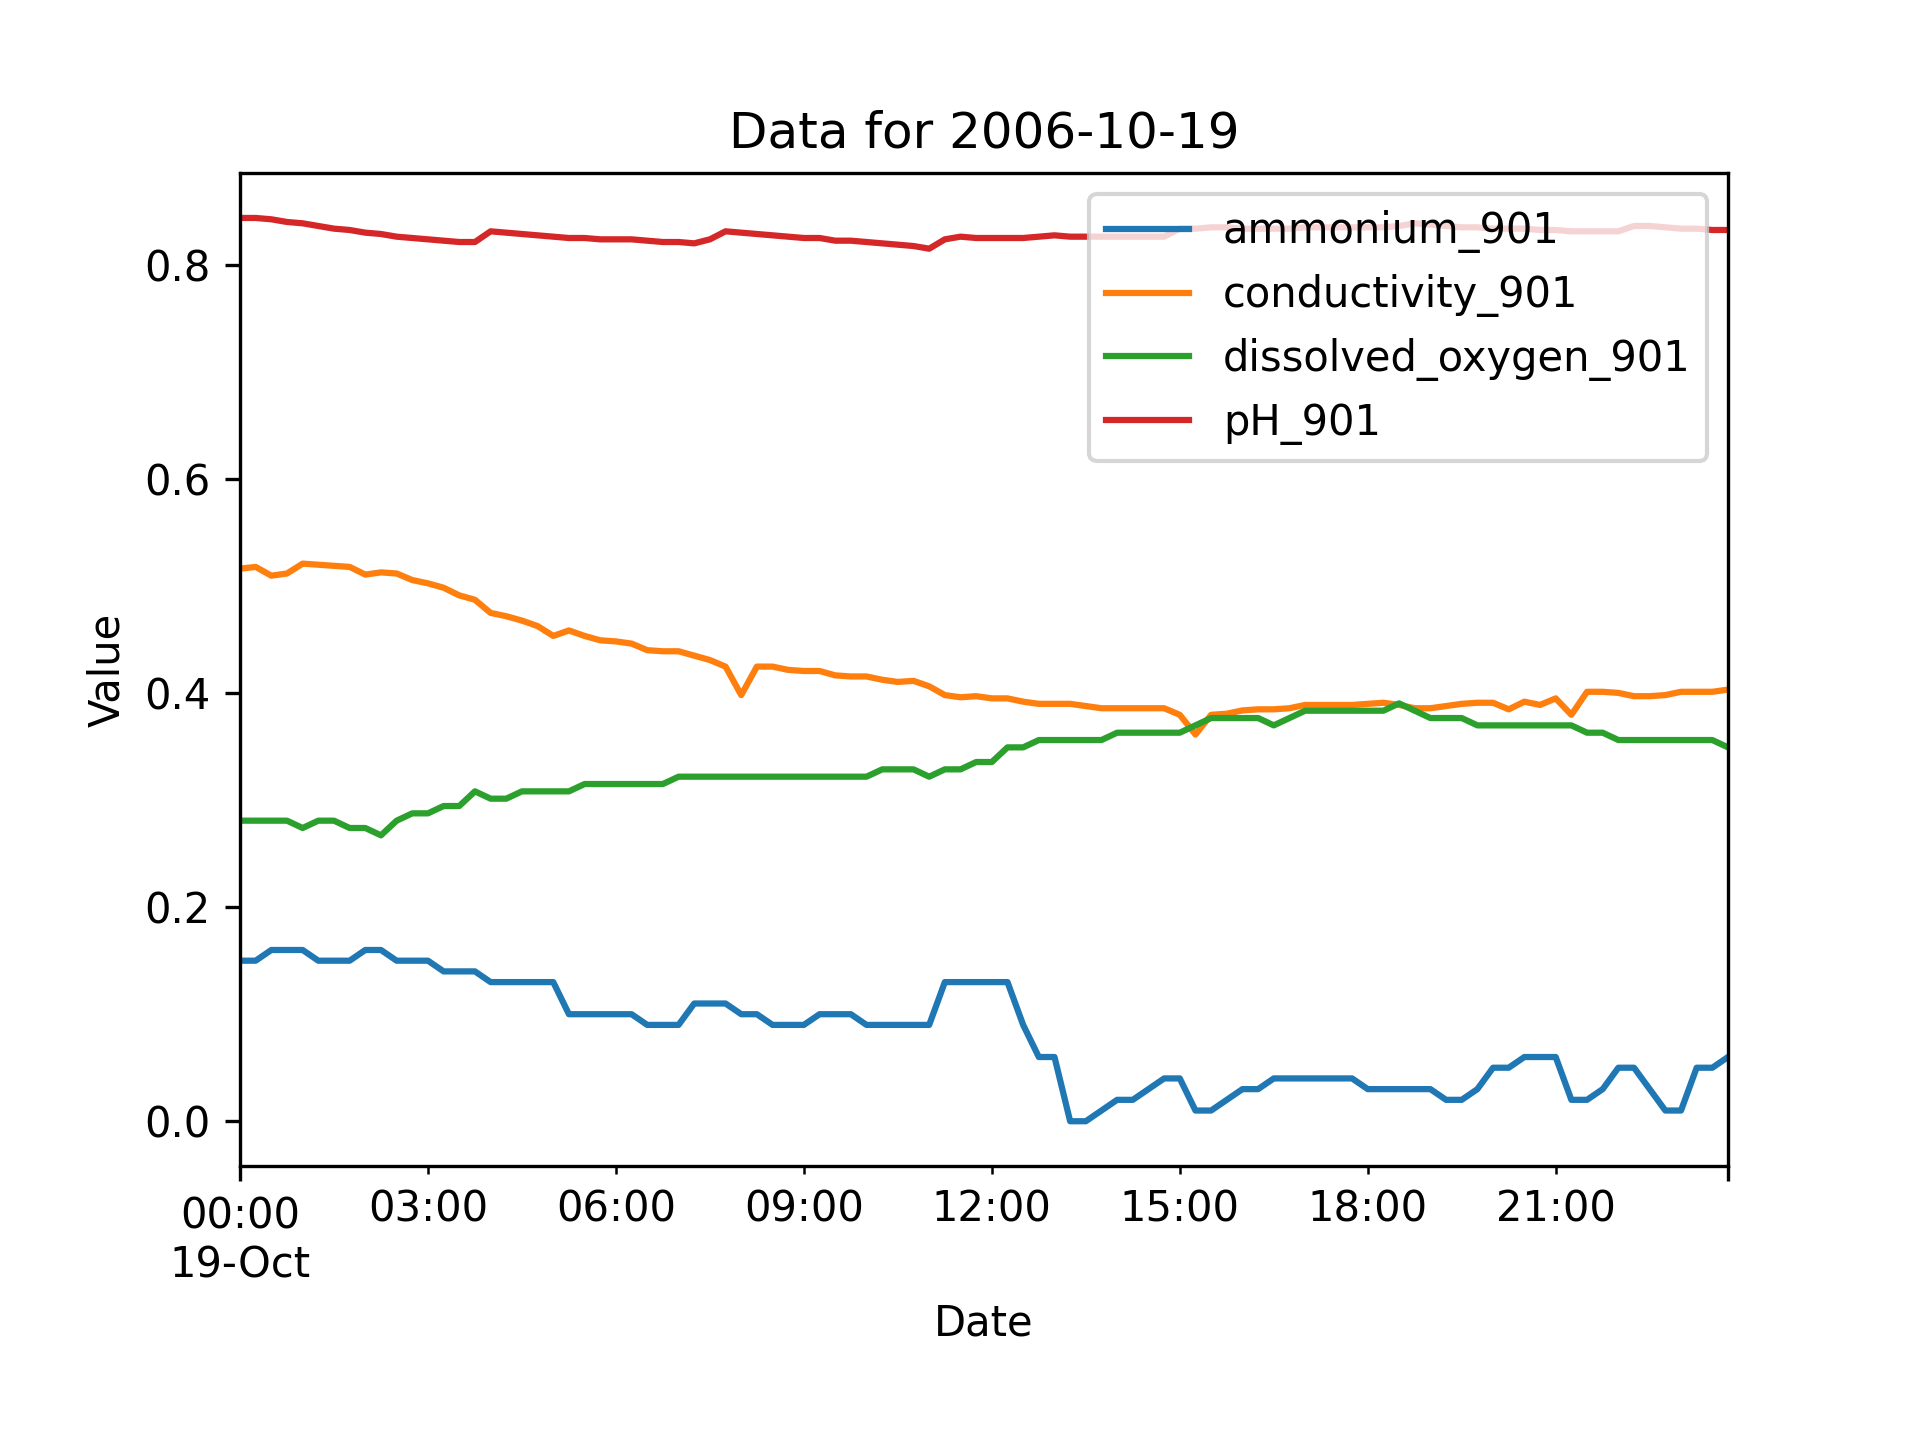 Data for 2006-10-19
ammonium_901
conductivity_901
dissolved_oxygen_901
pH_901
Value
0.8
0.6
0.4
0.2
0.0
00:00 03:00 06:00 09:00 12:00 15:00 18:00 21:00
19-Oct
Date